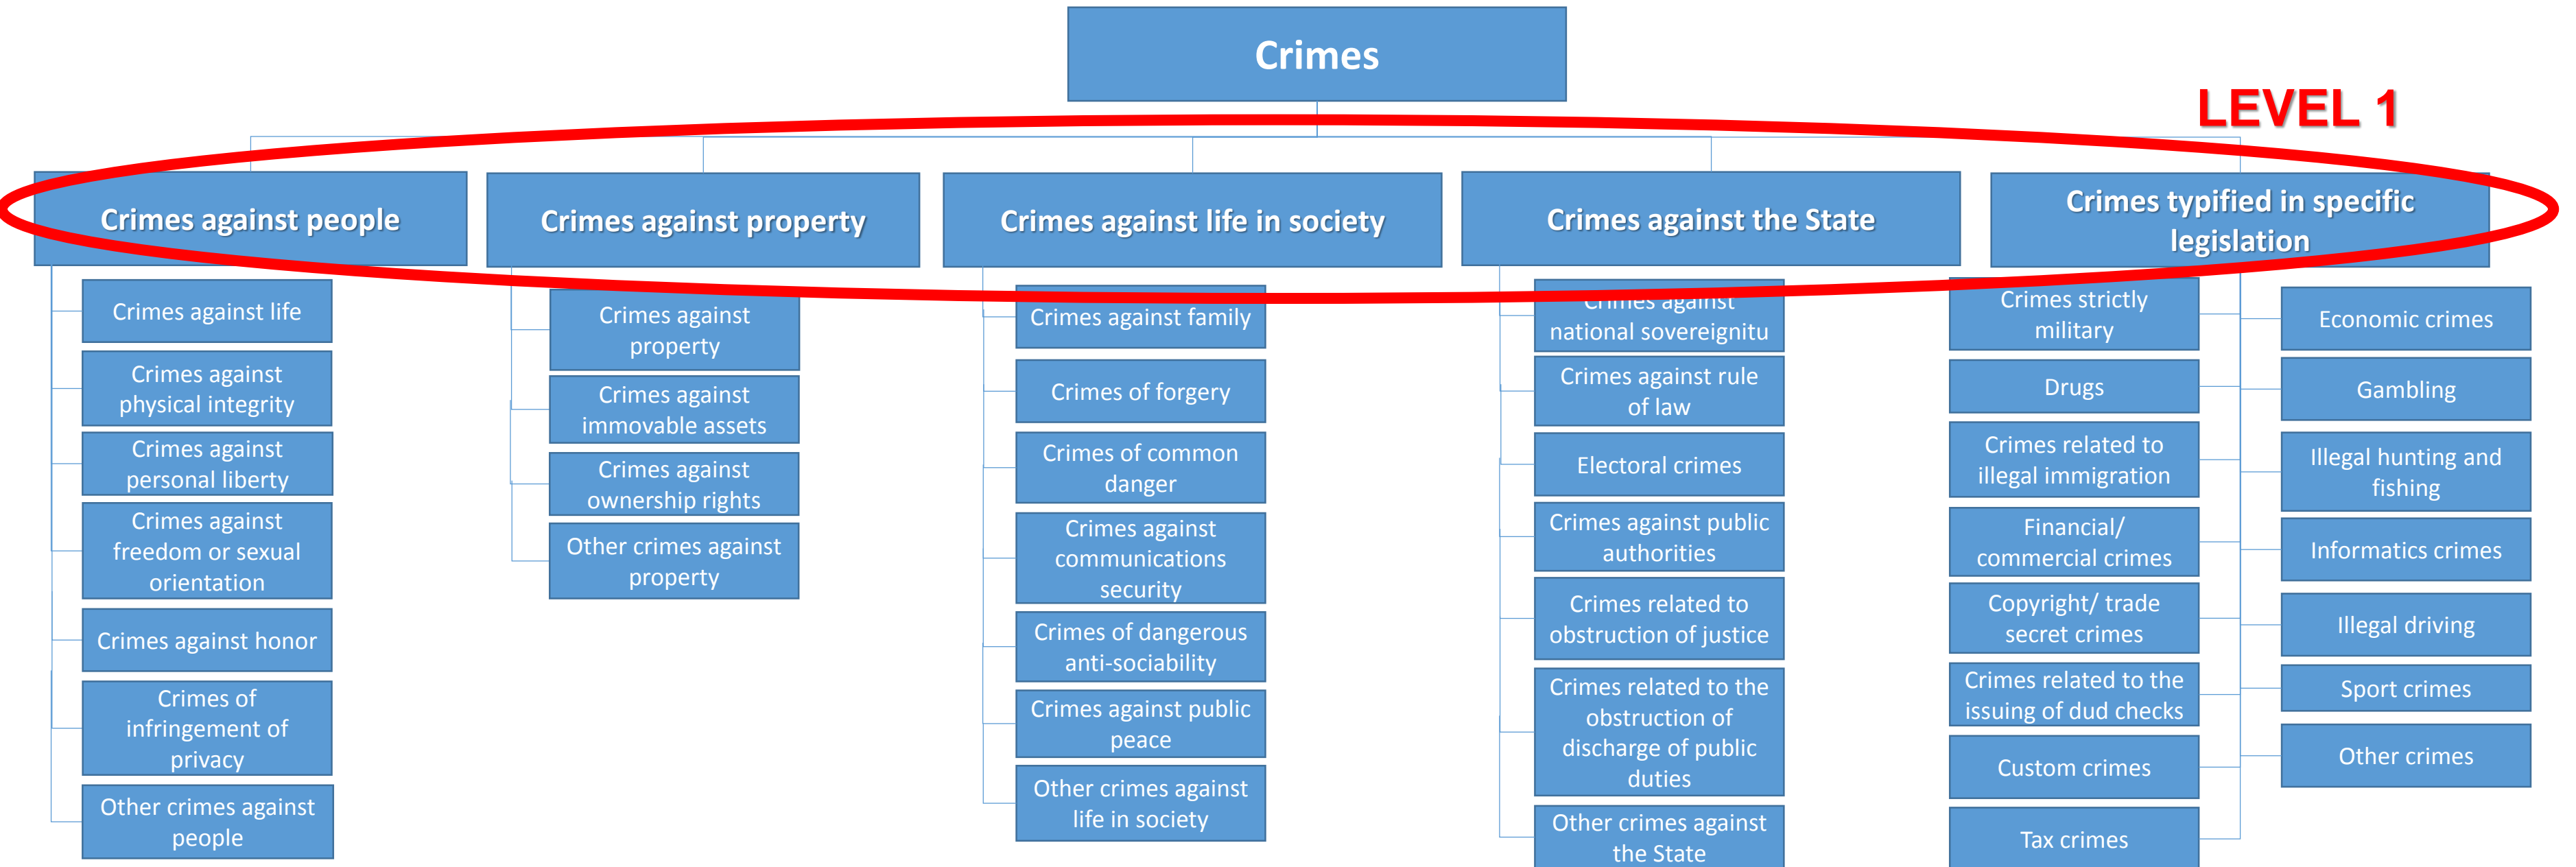 Crimes
LEVEL 1
Crimes against people
Crimes against property
Crimes against life in society
Crimes against the State
Crimes typified in specific
legislation
Crimes against life
Crimes against
physical integrity
Crimes against
personal liberty
Crimes against
freedom or sexual
orientation
Crimes against honor
Crimes of
infringement of
privacy
Other crimes against
people
Crimes against
property
Crimes against
immovable assets
Crimes against
ownership rights
Other crimes against
property
Crimes against family
Crimes of forgery
Crimes of common
danger
Crimes against
communications
security
Crimes of dangerous
anti-sociability
Crimes against public
peace
Other crimes against
life in society
Crimes against
national sovereignitu
Crimes against rule
of law
Electoral crimes
Crimes against public
authorities
Crimes related to
obstruction of justice
Crimes related to the
obstruction of
discharge of public
duties
Other crimes against
the State
Crimes strictly
military
Drugs
Crimes related to
illegal immigration
Financial/
commercial crimes
Copyright/ trade
secret crimes
Crimes related to the
issuing of dud checks
Custom crimes
Tax crimes
Economic crimes
Gambling
Illegal hunting and
fishing
Informatics crimes
Illegal driving
Sport crimes
Other crimes